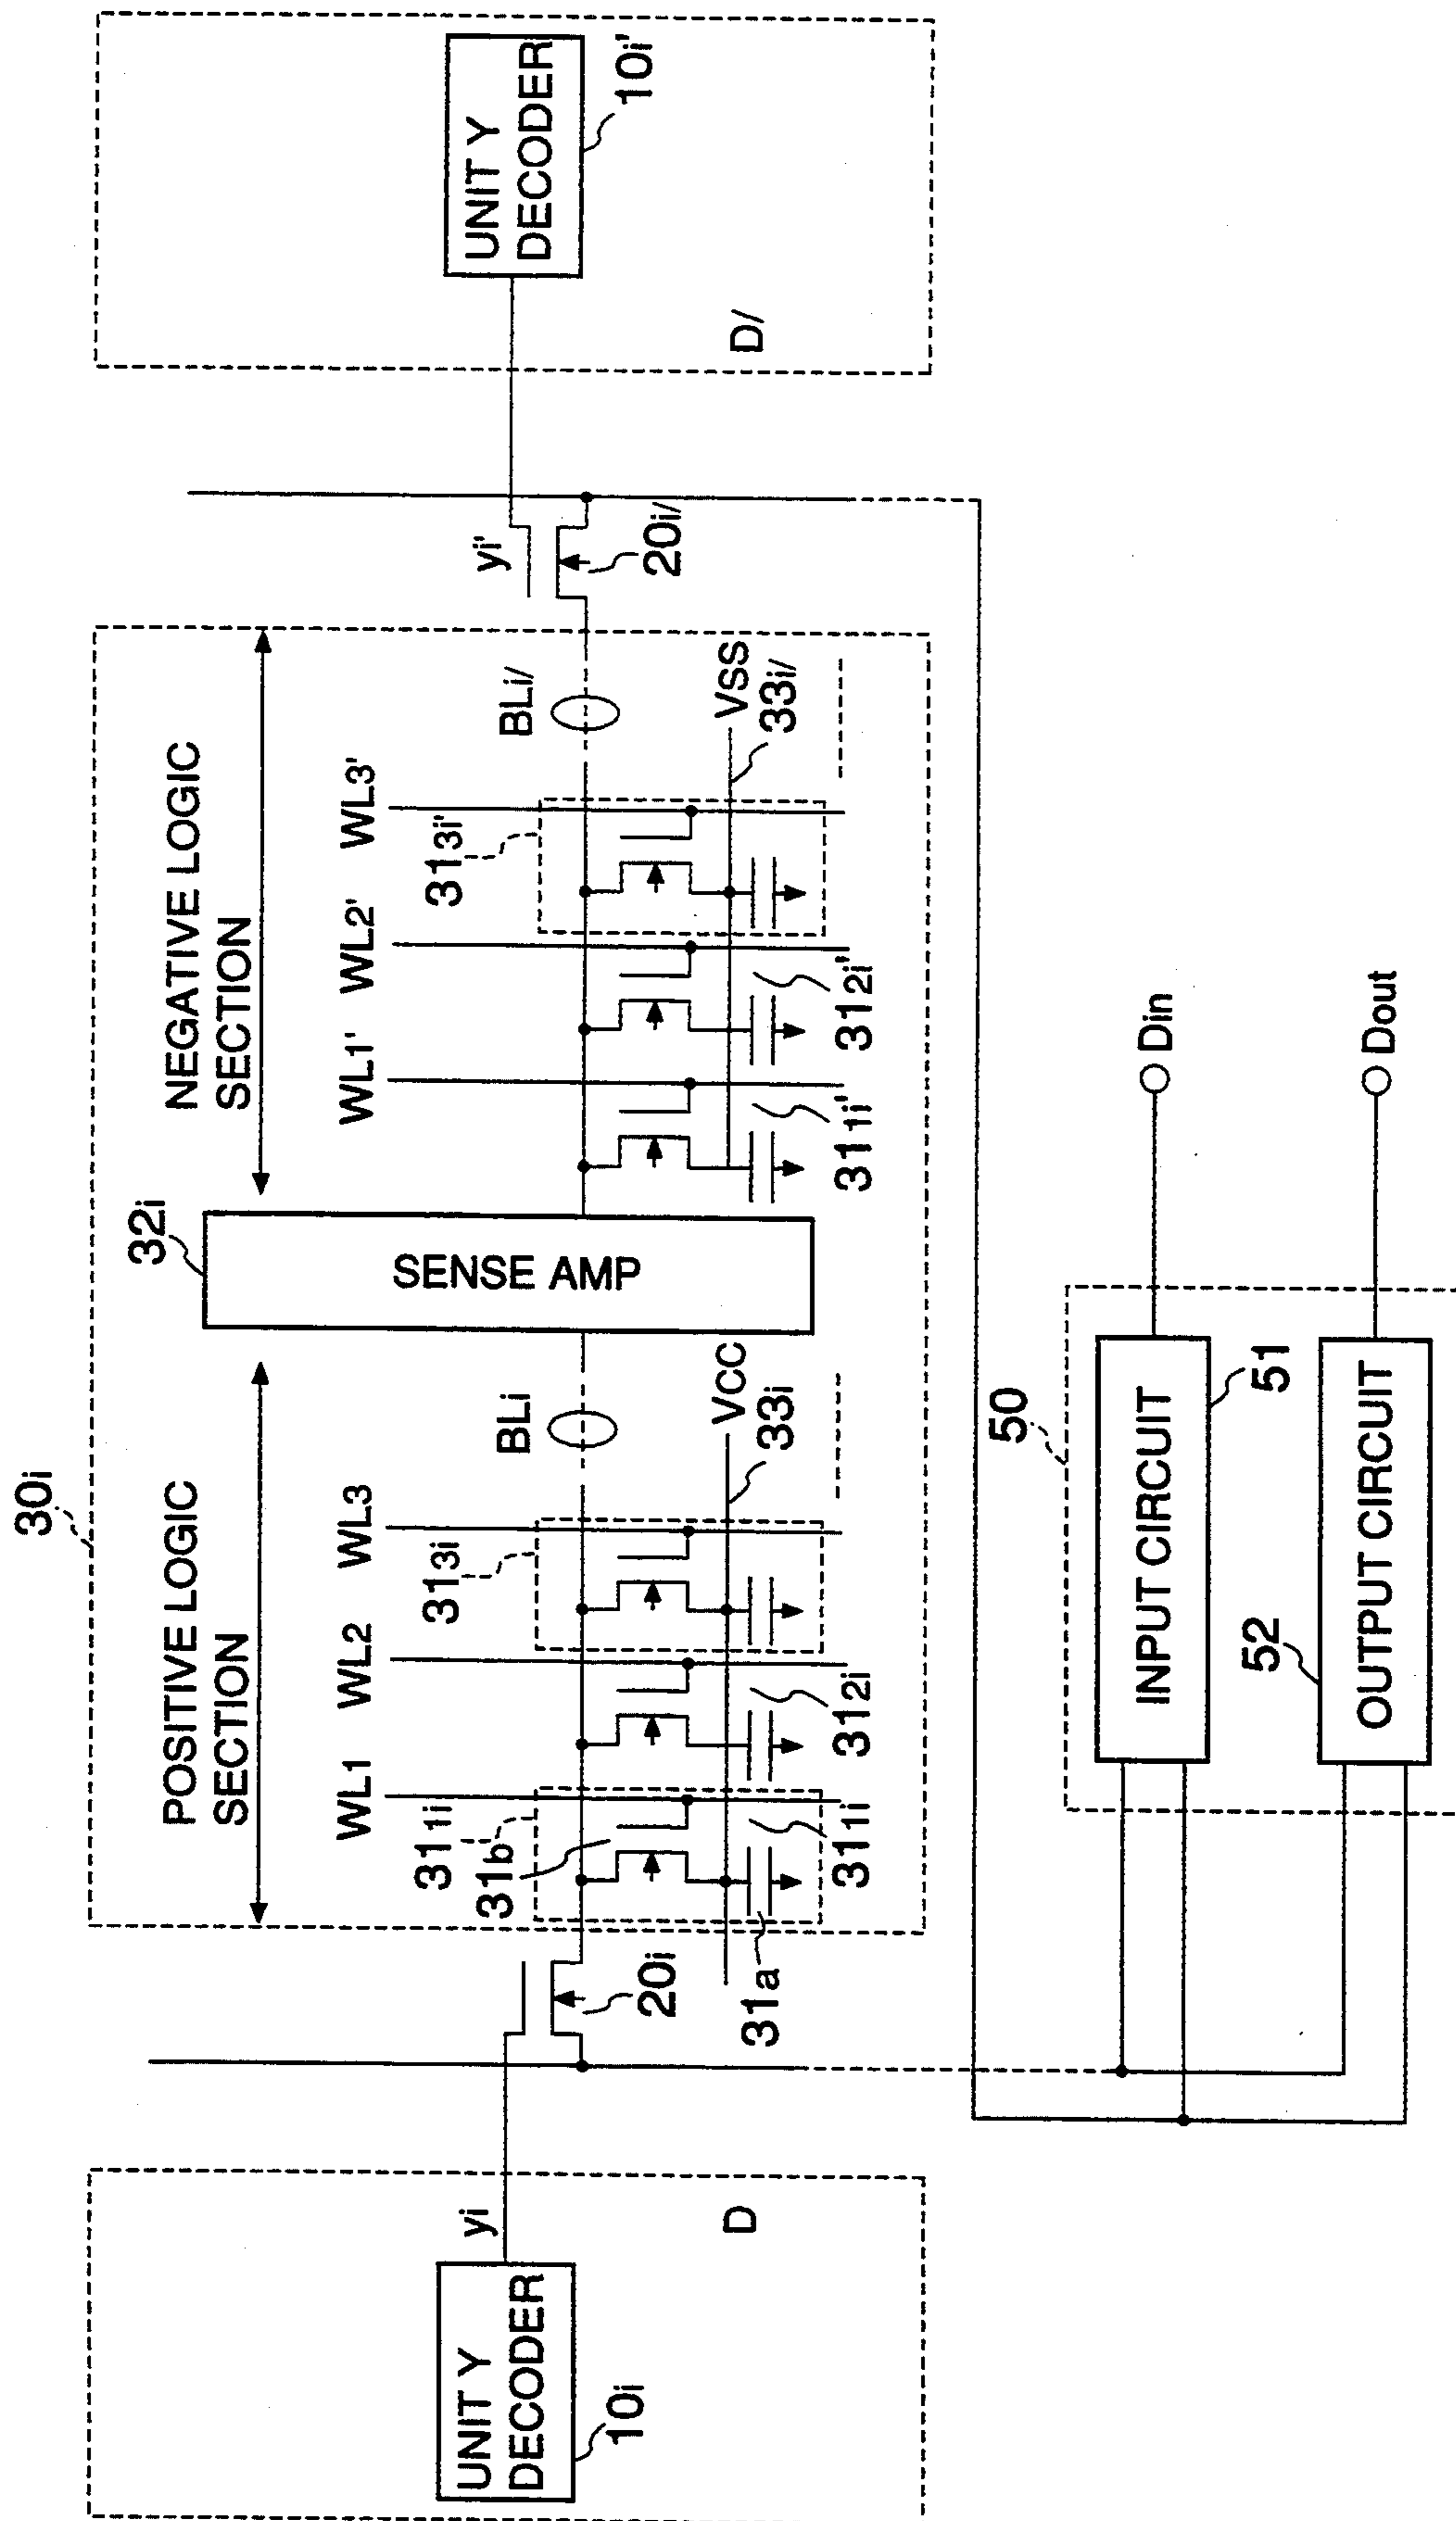 30i
POSITIVE LOGIC
SECTION
32i
NEGATIVE LOGIC
SECTION
WL1
WL2
WL3
WL1'
WL2'
WL3'
UNIT Y
DECODER
10i
yi
D
20i
311i
31b
31a
311i
312i
313i
BLi
VCC
33i
SENSE AMP
311i'
312i'
313i'
BLi/
VSS
33i/
yi'
20i/
UNIT Y
DECODER
10i'
D/
50
INPUT CIRCUIT
51
Din
52
OUTPUT CIRCUIT
Dout